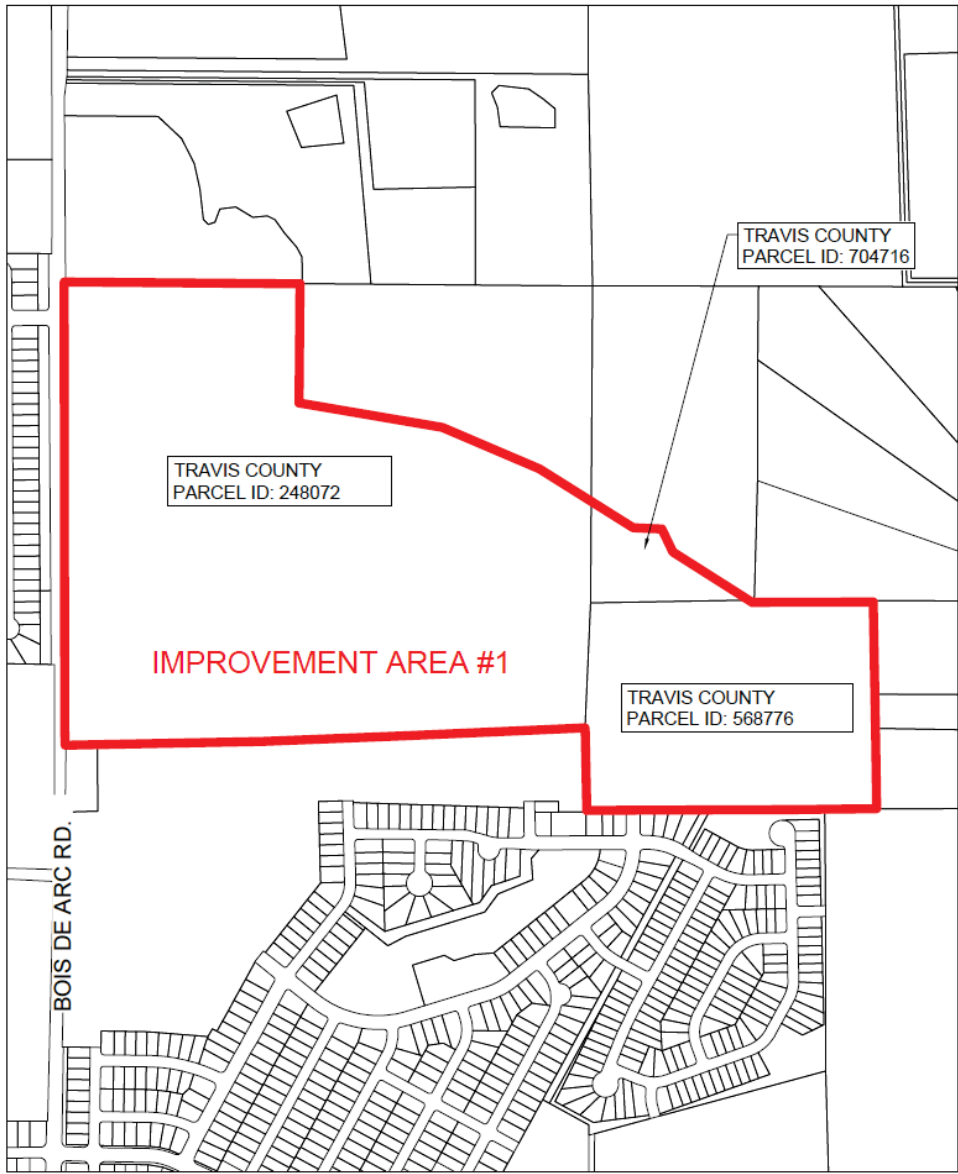 TRAVIS COUNTY
PARCEL ID: 704716
TRAVIS COUNTY
PARCEL ID: 248072
IMPROVEMENT AREA #1
TRAVIS COUNTY
PARCEL ID: 568776
BOIS DE ARC RD.